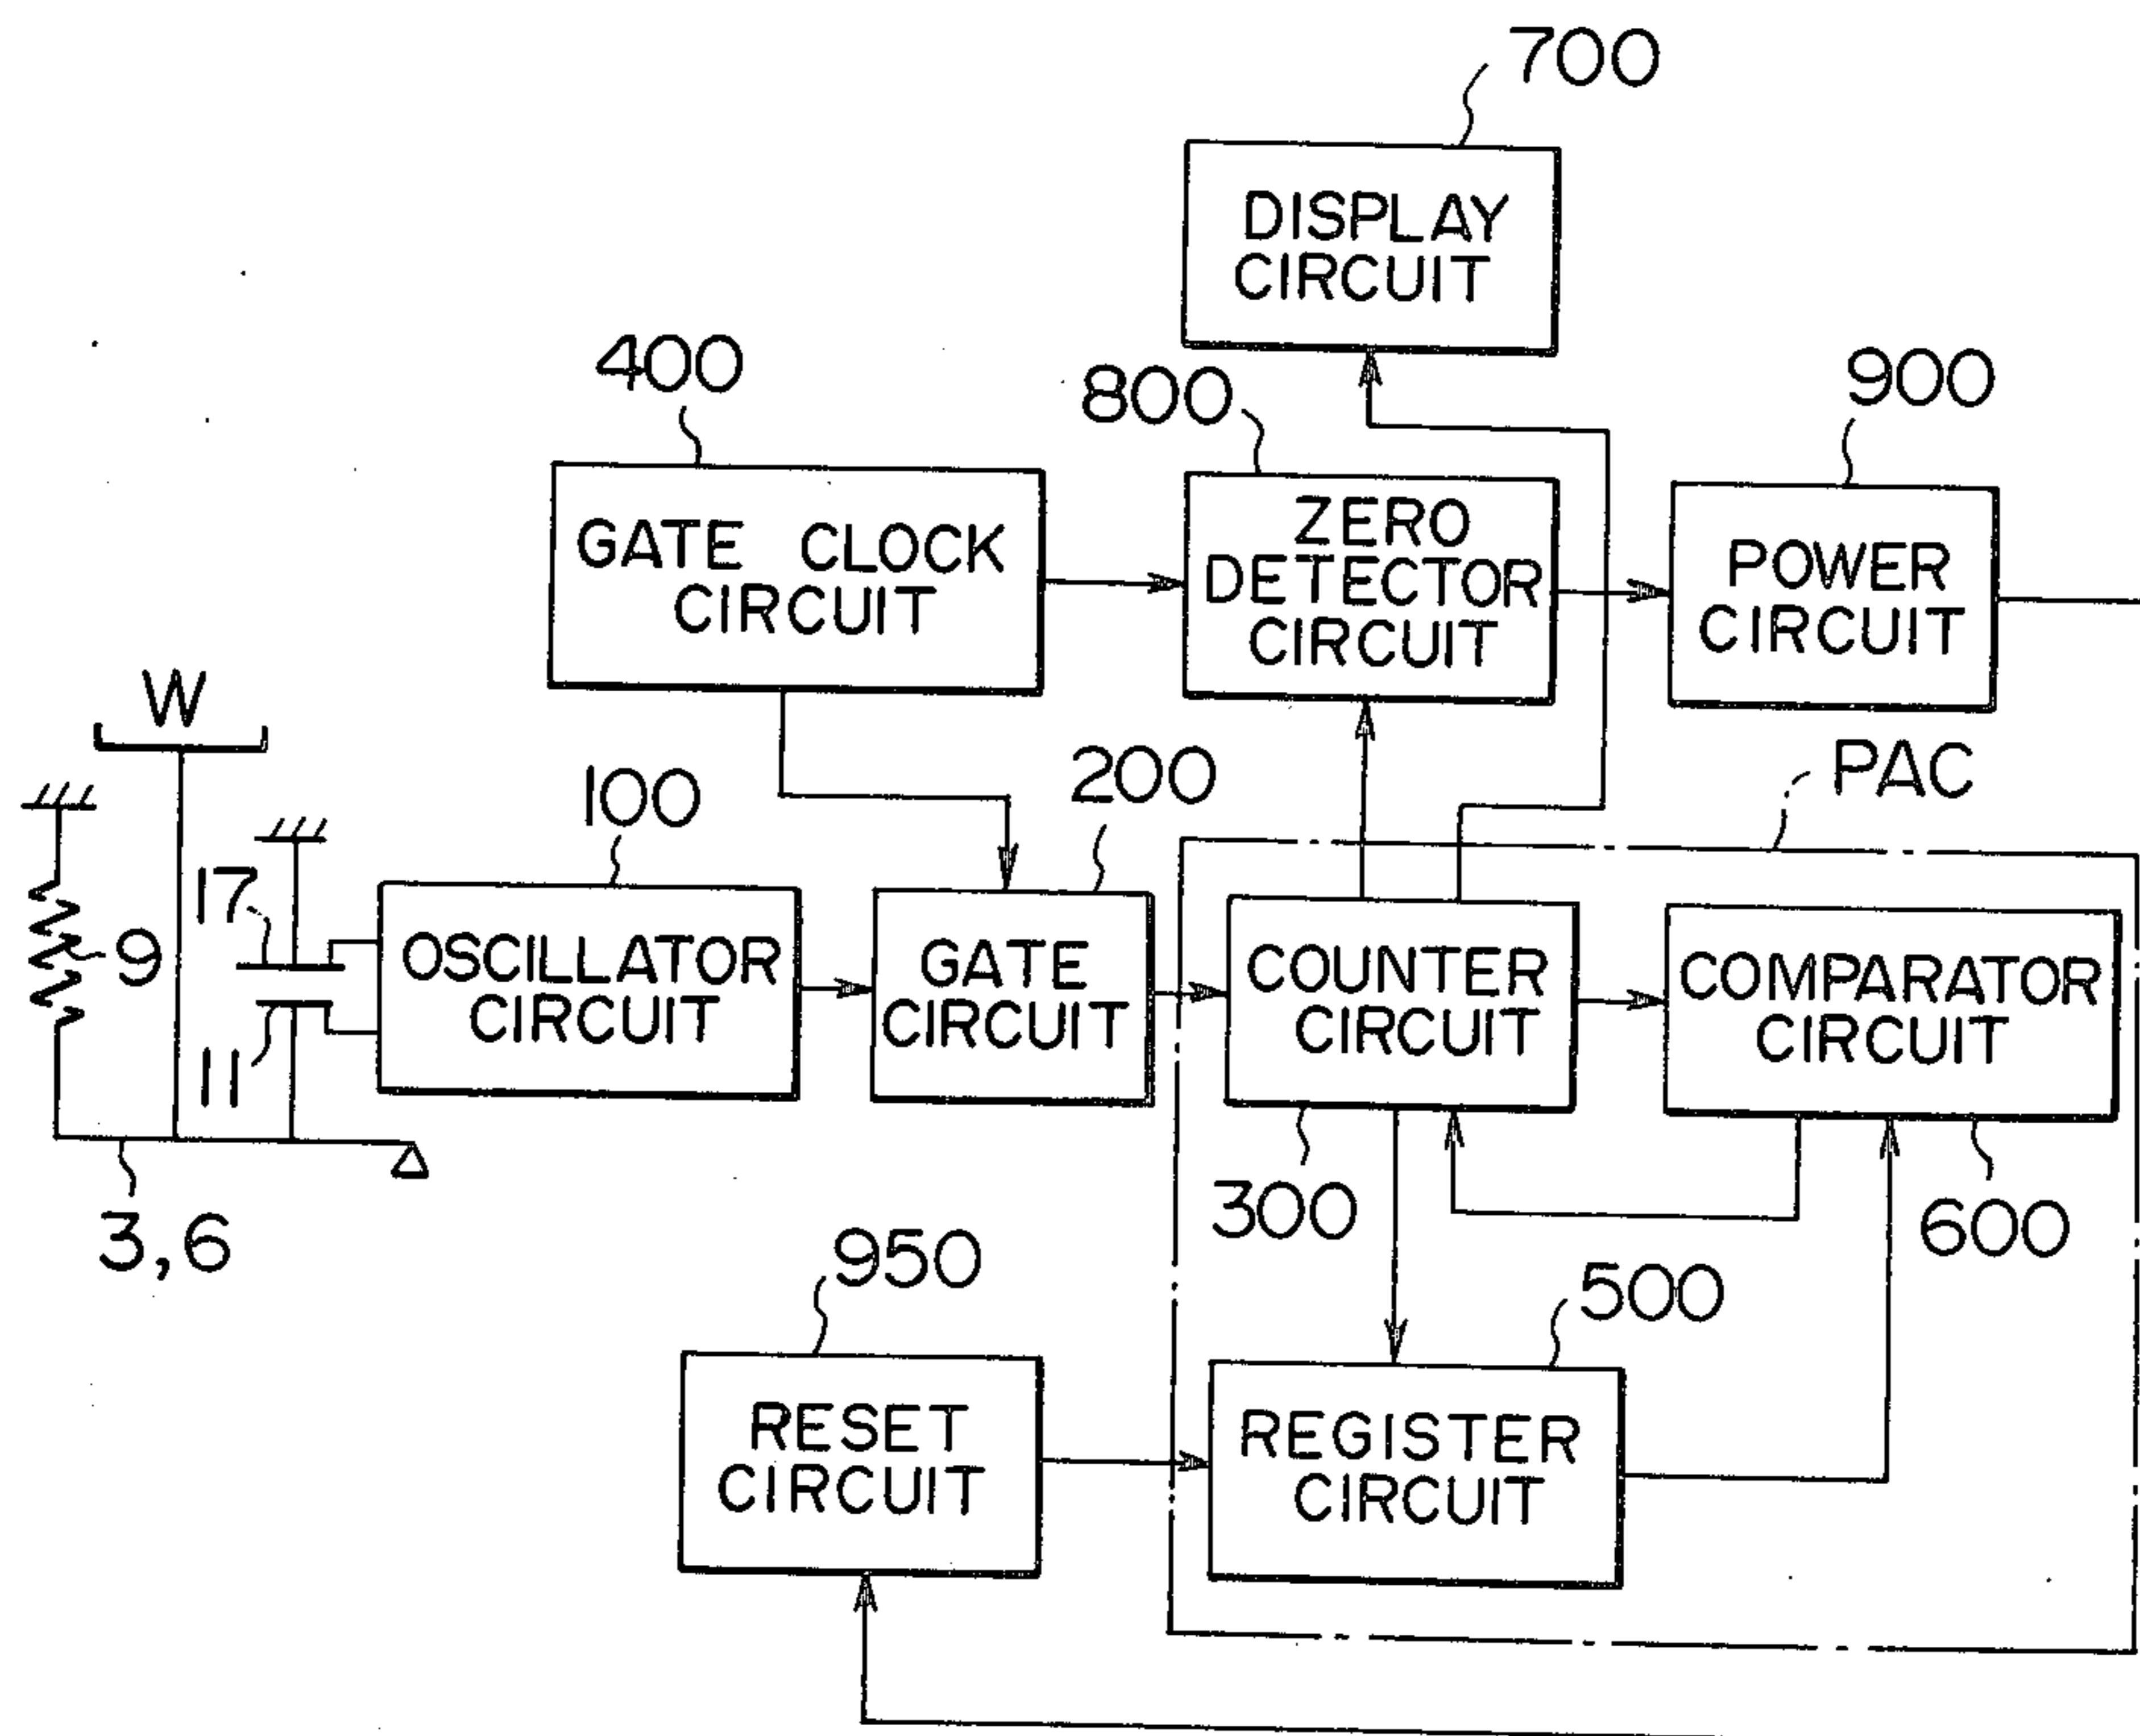 700
DISPLAY
CIRCUIT
400
800
900
GATE CLOCK
CIRCUIT
ZERO
DETECTOR
CIRCUIT
POWER
CIRCUIT
W
PAC
100
200
17
9
11
OSCILLATOR
CIRCUIT
GATE
CIRCUIT
COUNTER
CIRCUIT
COMPARATOR
CIRCUIT
3,6
300
600
950
500
RESET
CIRCUIT
REGISTER
CIRCUIT